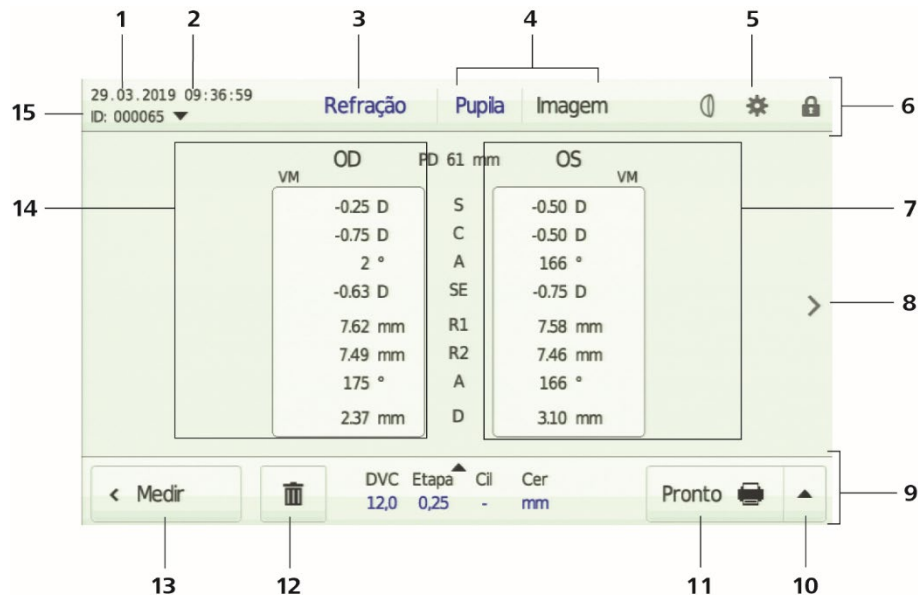 1 2 3 4 5
29.03.2019 09:36:59
Refração Pupila Imagem
15 ID: 000065 6
OD PD 61 mm OS
VM VM
14 -0.25 D S -0.50 D 7
-0.75 D C -0.50 D
2 ° A 166 °
-0.63 D SE -0.75 D
8
7.62 mm R1 7.58 mm
7.49 mm R2 7.46 mm
175 ° A 166 °
2.37 mm D 3.10 mm
DVC Etapa Cil Cer
Medir Pronto 9
12,0 0,25 - mm
13 12 11 10